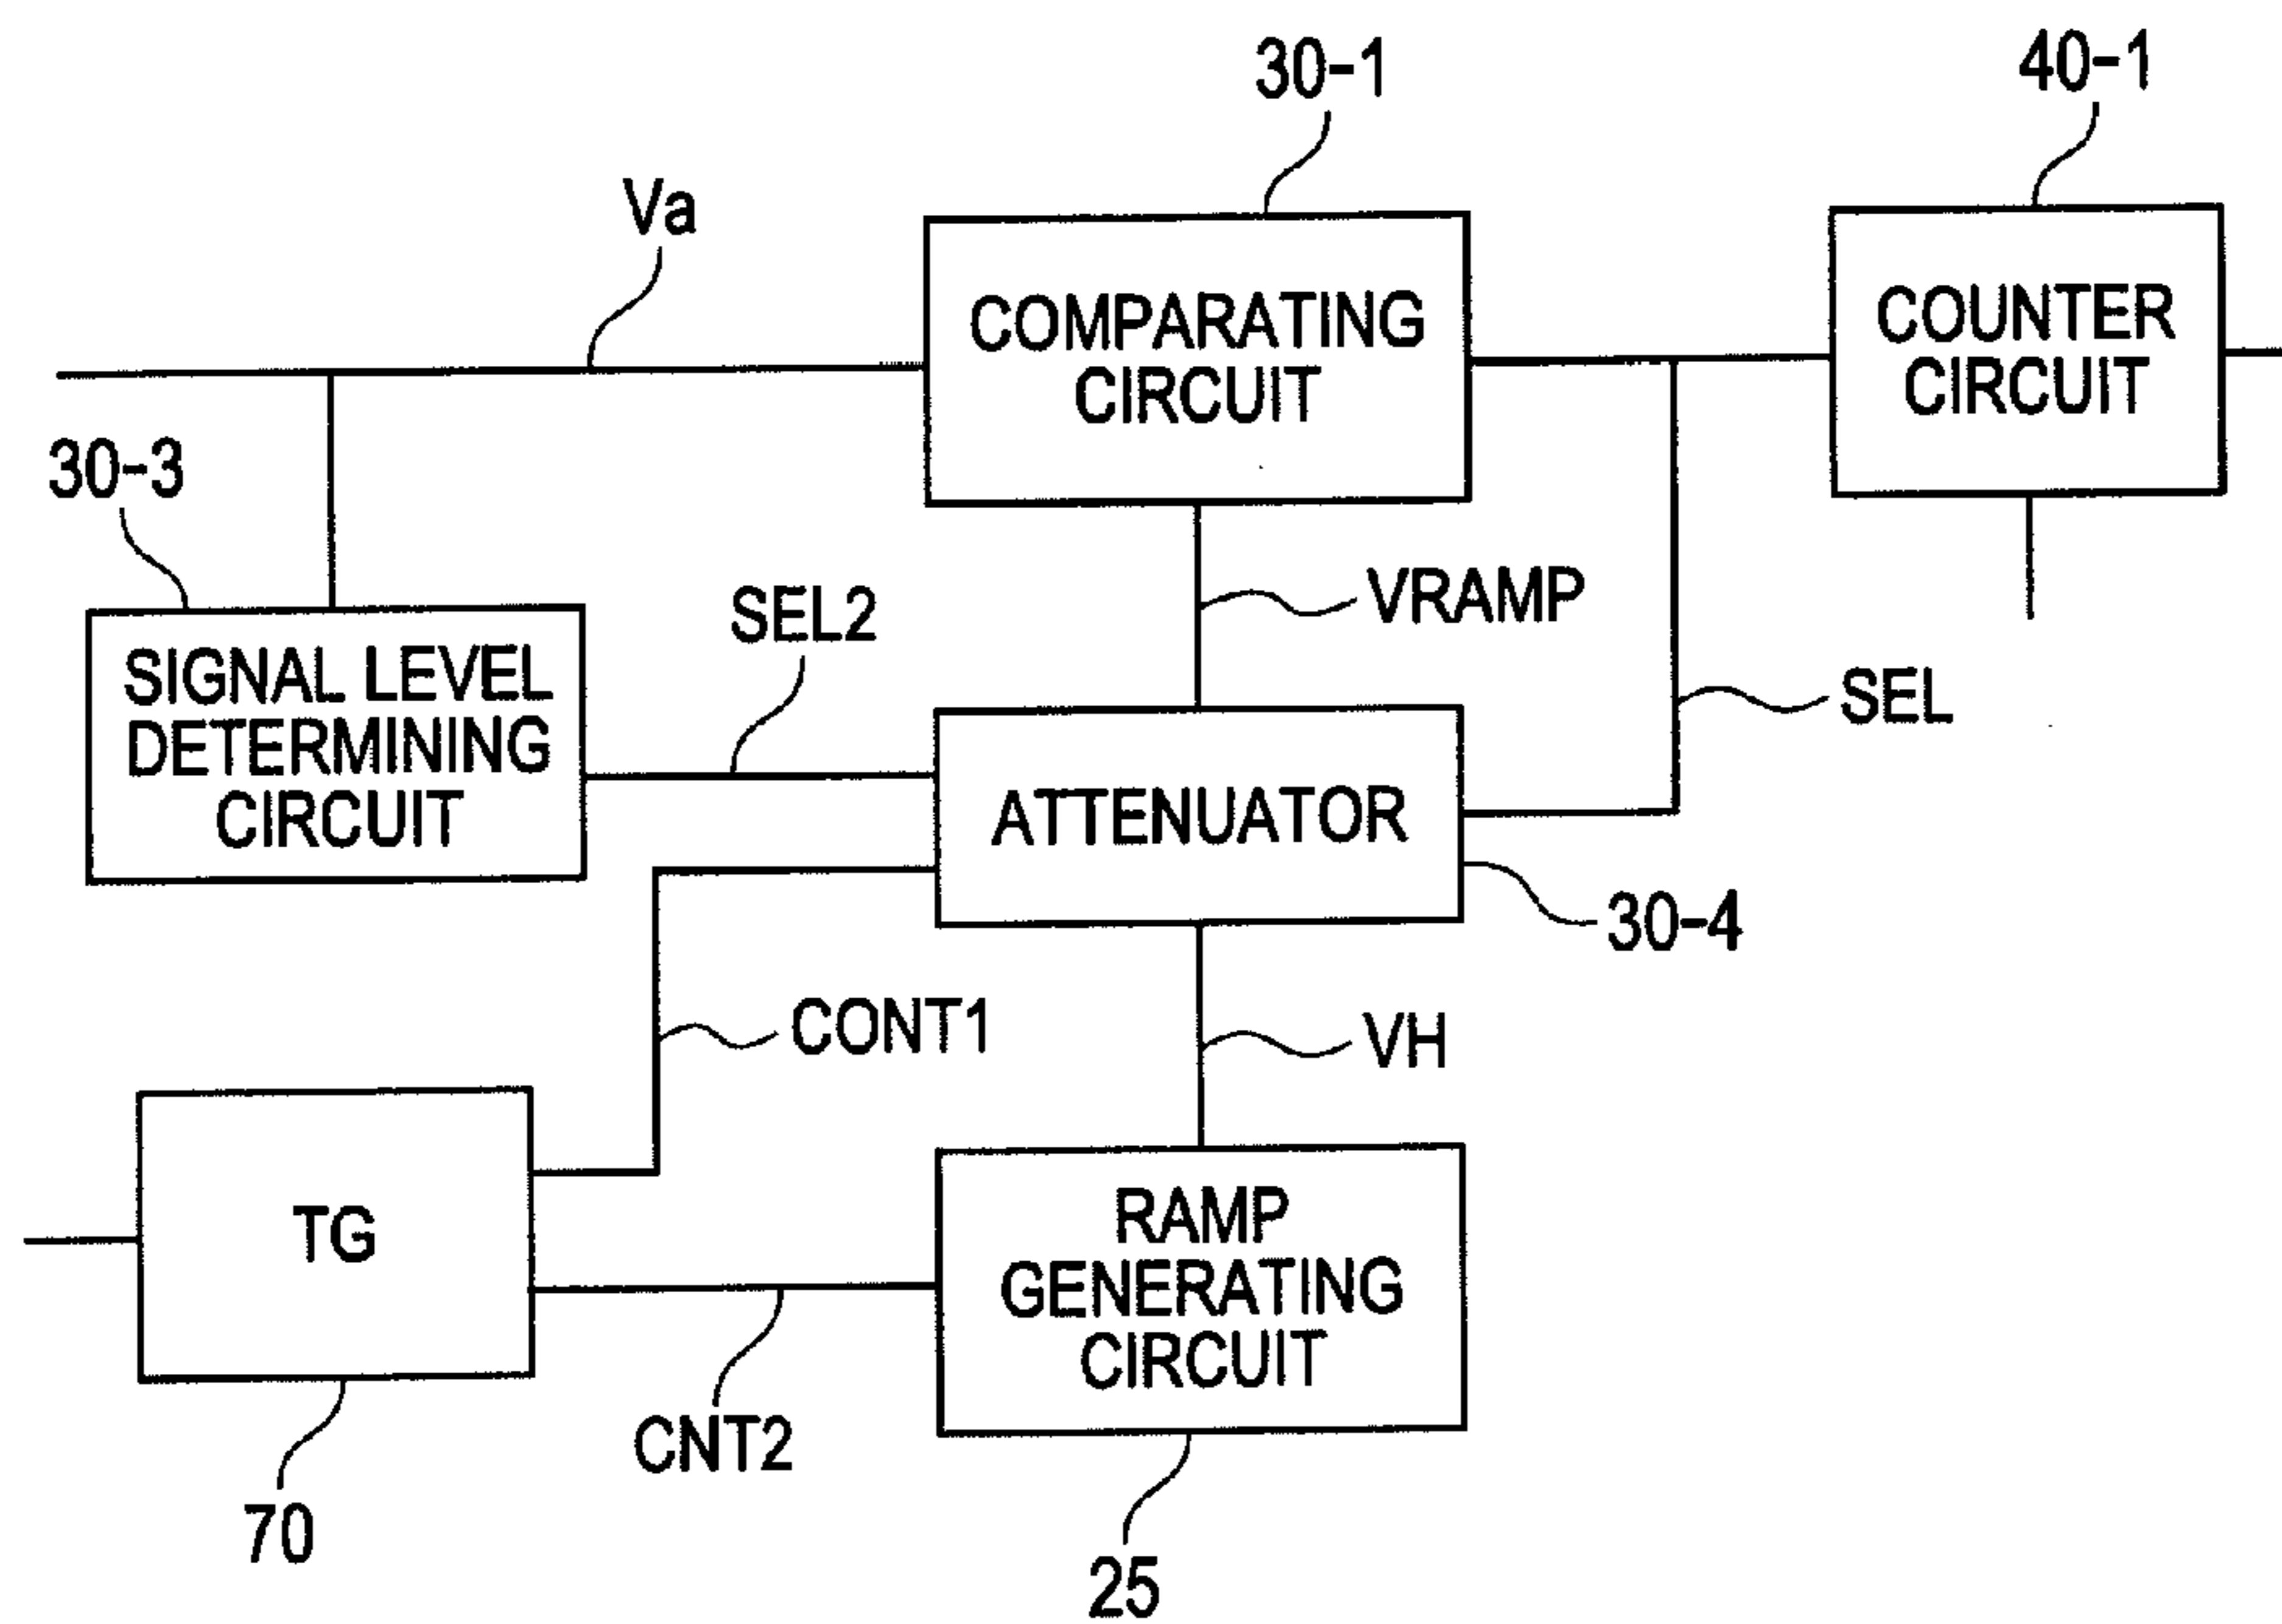 30-1
40-1
Va
COMPARATING
CIRCUIT
COUNTER
CIRCUIT
30-3
SEL2
VRAMP
SIGNAL LEVEL
DETERMINING
CIRCUIT
SEL
ATTENUATOR
30-4
CONT1
VH
TG
RAMP
GENERATING
CIRCUIT
CNT2
70
25